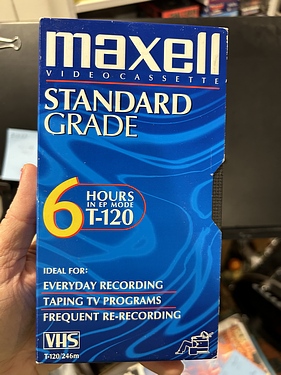 maxell
VIDEOCASSETTE
STANDARD
GRADE
6 HOURS
IN EP MODE
T-120
IDEAL FOR:
EVERYDAY RECORDING
TAPING TV PROGRAMS
FREQUENT RE-RECORDING
VHS
T-120/246m